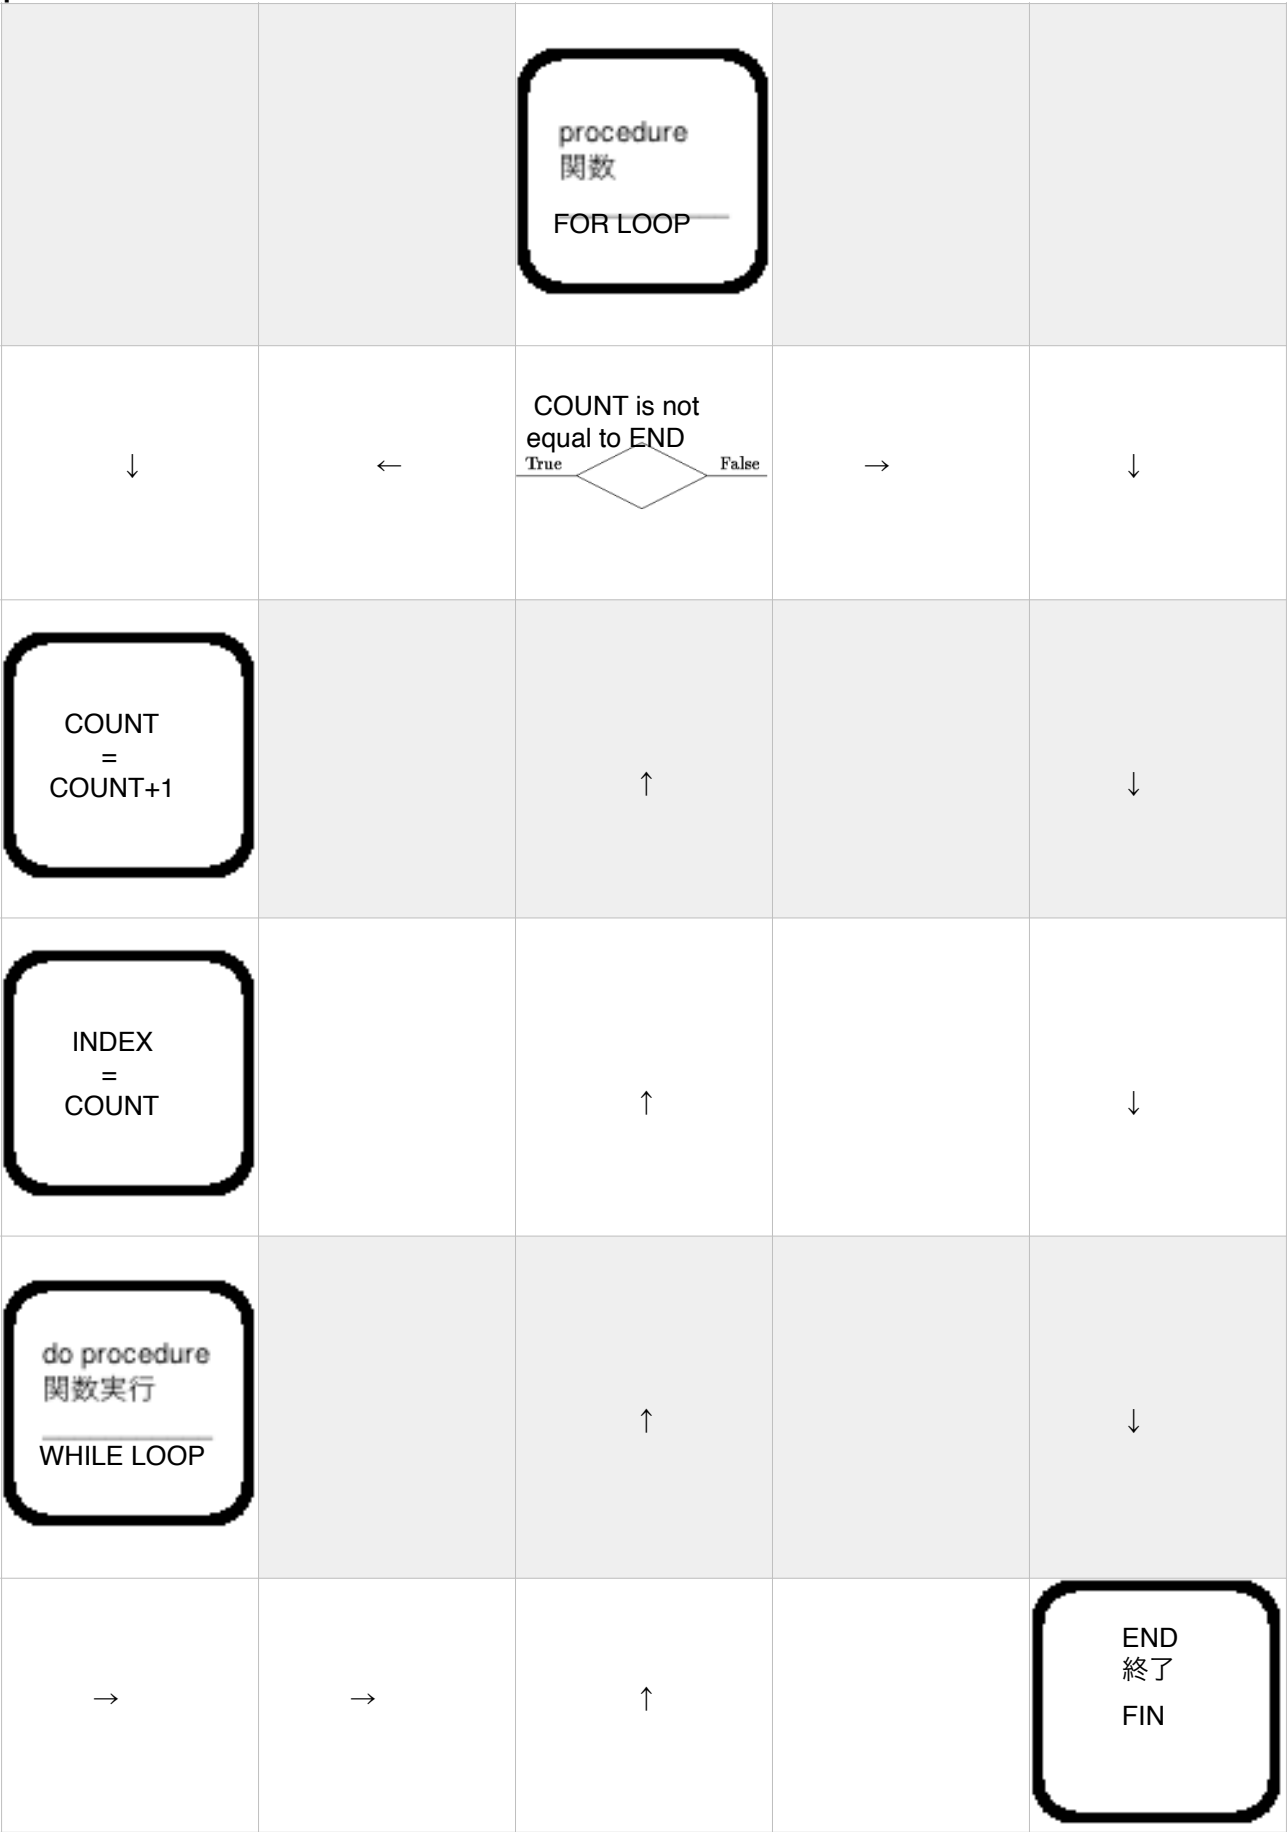 procedure
関数
FOR LOOP
COUNT is not
equal to END
True
False
↓
←
→
↓
COUNT
=
COUNT+1
↑
↓
INDEX
=
COUNT
↑
↓
do procedure
関数実行
WHILE LOOP
↑
↓
→
→
↑
END
終了
FIN